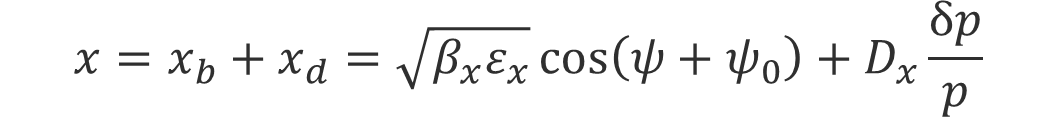 x = x_b + x_d = √(β_x ε_x) cos(ψ + ψ_0) + D_x δp/p